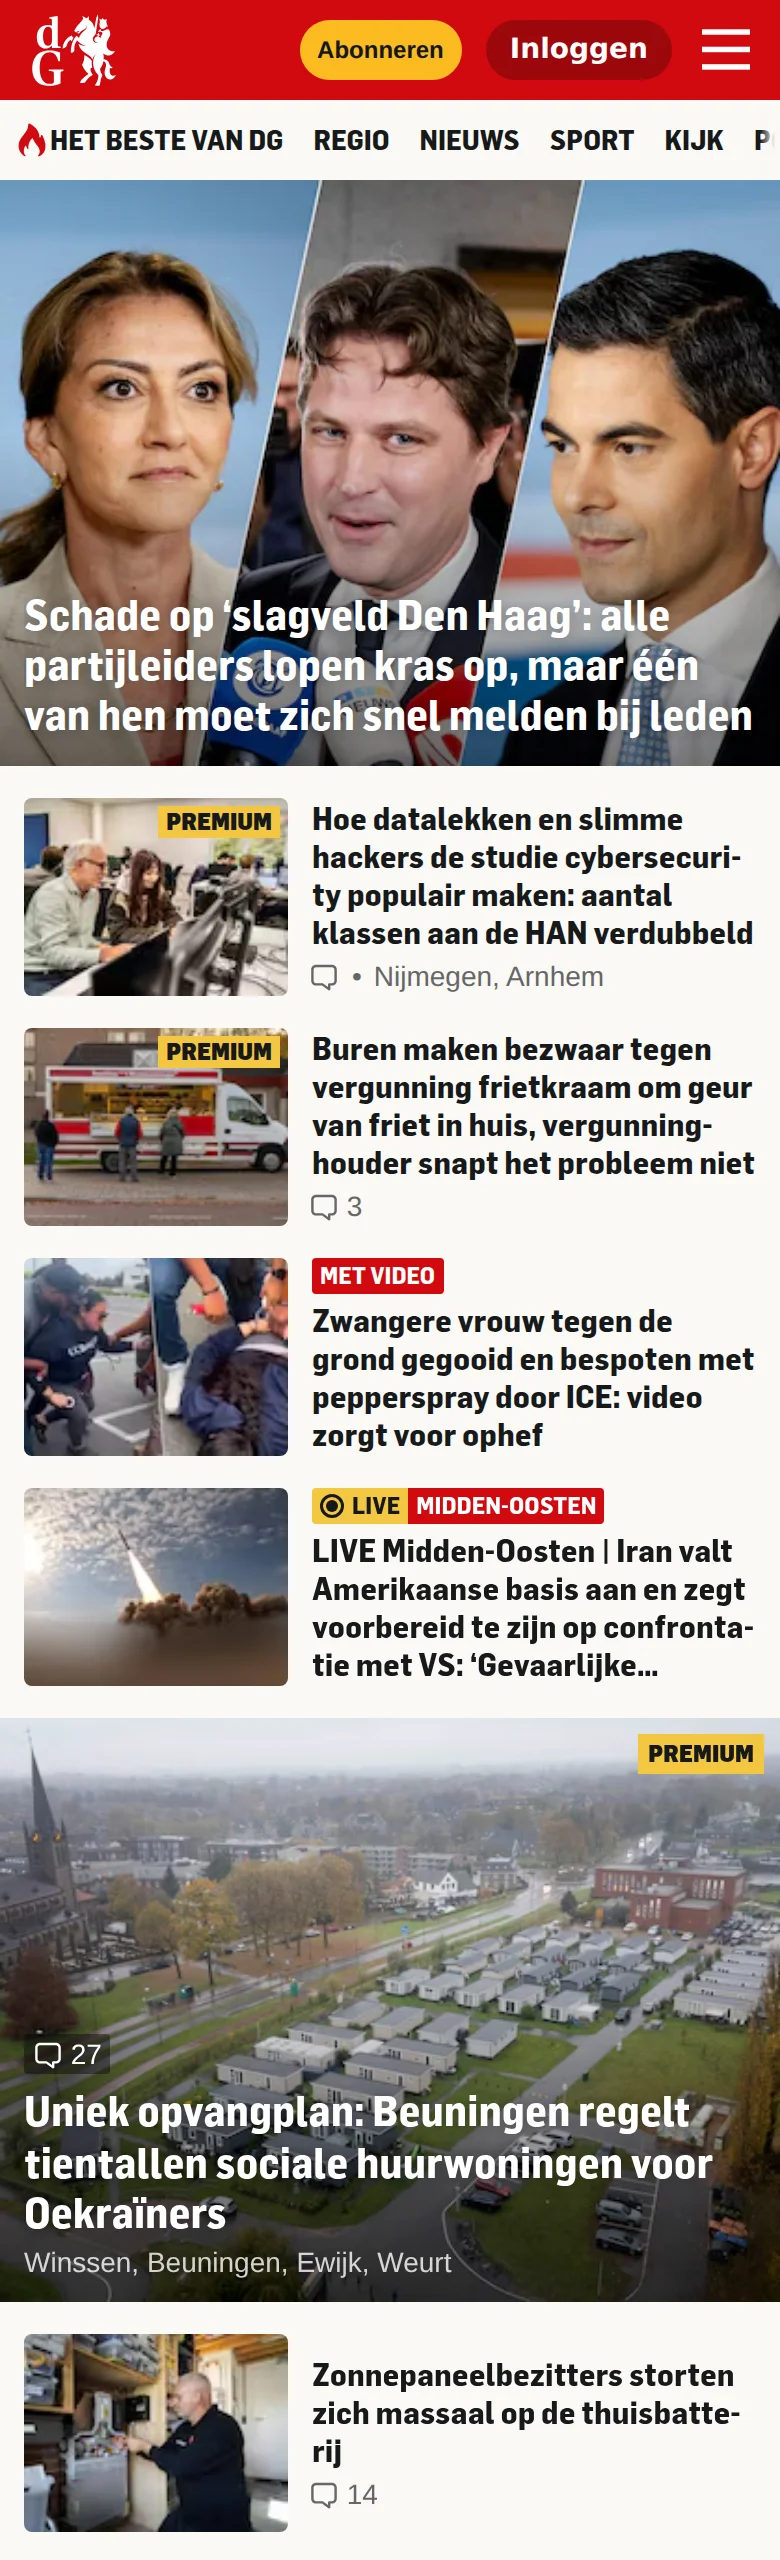 dG
Abonneren
Inloggen
HET BESTE VAN DG
REGIO
NIEUWS
SPORT
KIJK
Schade op ‘slagveld Den Haag’: alle
partijleiders lopen kras op, maar één
van hen moet zich snel melden bij leden
PREMIUM
Hoe datalekken en slimme
hackers de studie cybersecuri-
ty populair maken: aantal
klassen aan de HAN verdubbeld
• Nijmegen, Arnhem
PREMIUM
Buren maken bezwaar tegen
vergunning frietkraam om geur
van friet in huis, vergunning-
houder snapt het probleem niet
3
MET VIDEO
Zwangere vrouw tegen de
grond gegooid en bespoten met
pepperspray door ICE: video
zorgt voor ophef
LIVE MIDDEN-OOSTEN
LIVE Midden-Oosten | Iran valt
Amerikaanse basis aan en zegt
voorbereid te zijn op confronta-
tie met VS: ‘Gevaarlijke...
PREMIUM
27
Uniek opvangplan: Beuningen regelt
tientallen sociale huurwoningen voor
Oekraïners
Winssen, Beuningen, Ewijk, Weurt
Zonnepaneelbezitters storten
zich massaal op de thuisbatte-
rij
14